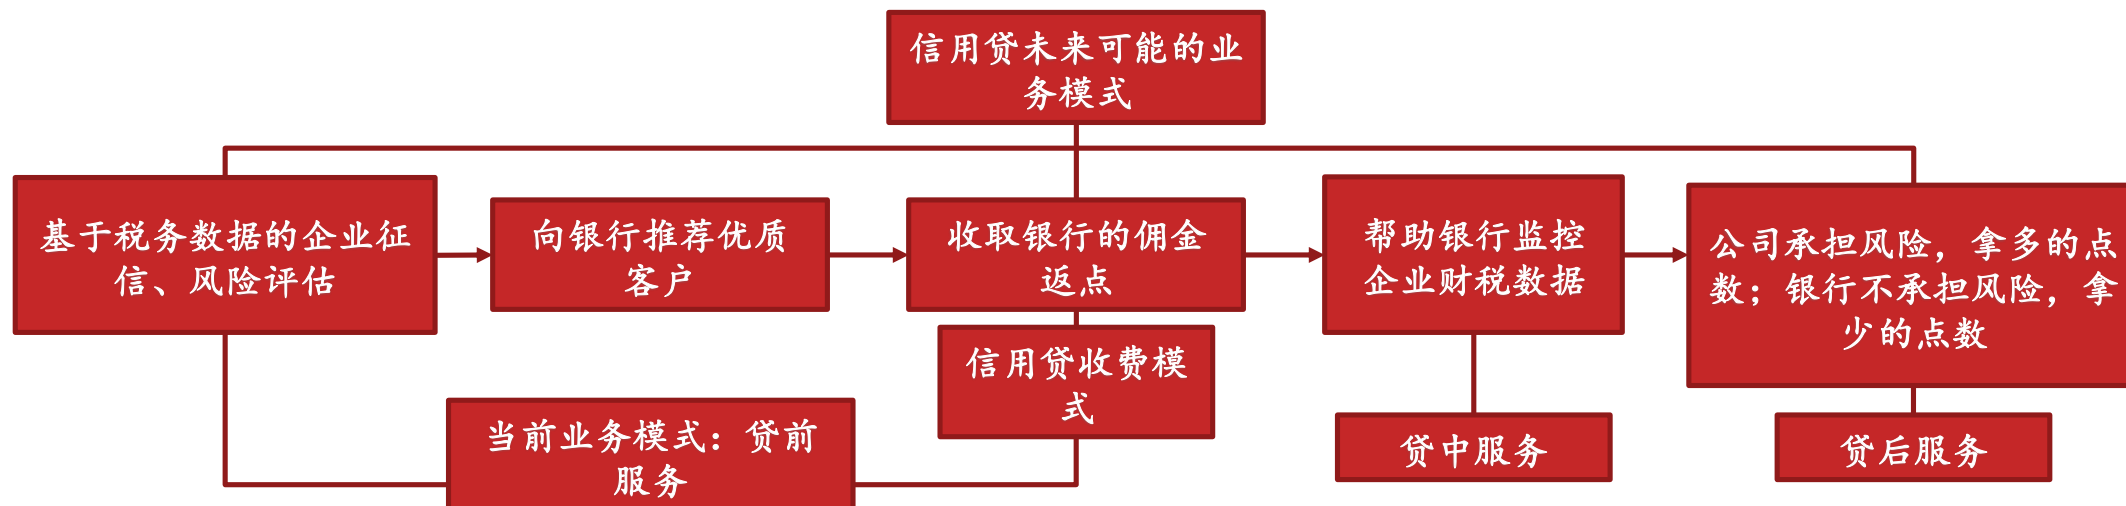 信用贷未来可能的业
务模式
基于税务数据的企业征
信、风险评估
向银行推荐优质
客户
收取银行的佣金
返点
帮助银行监控
企业财税数据
公司承担风险，拿多的点
数；银行不承担风险，拿
少的点数
信用贷收费模
式
当前业务模式：贷前
服务
贷中服务
贷后服务